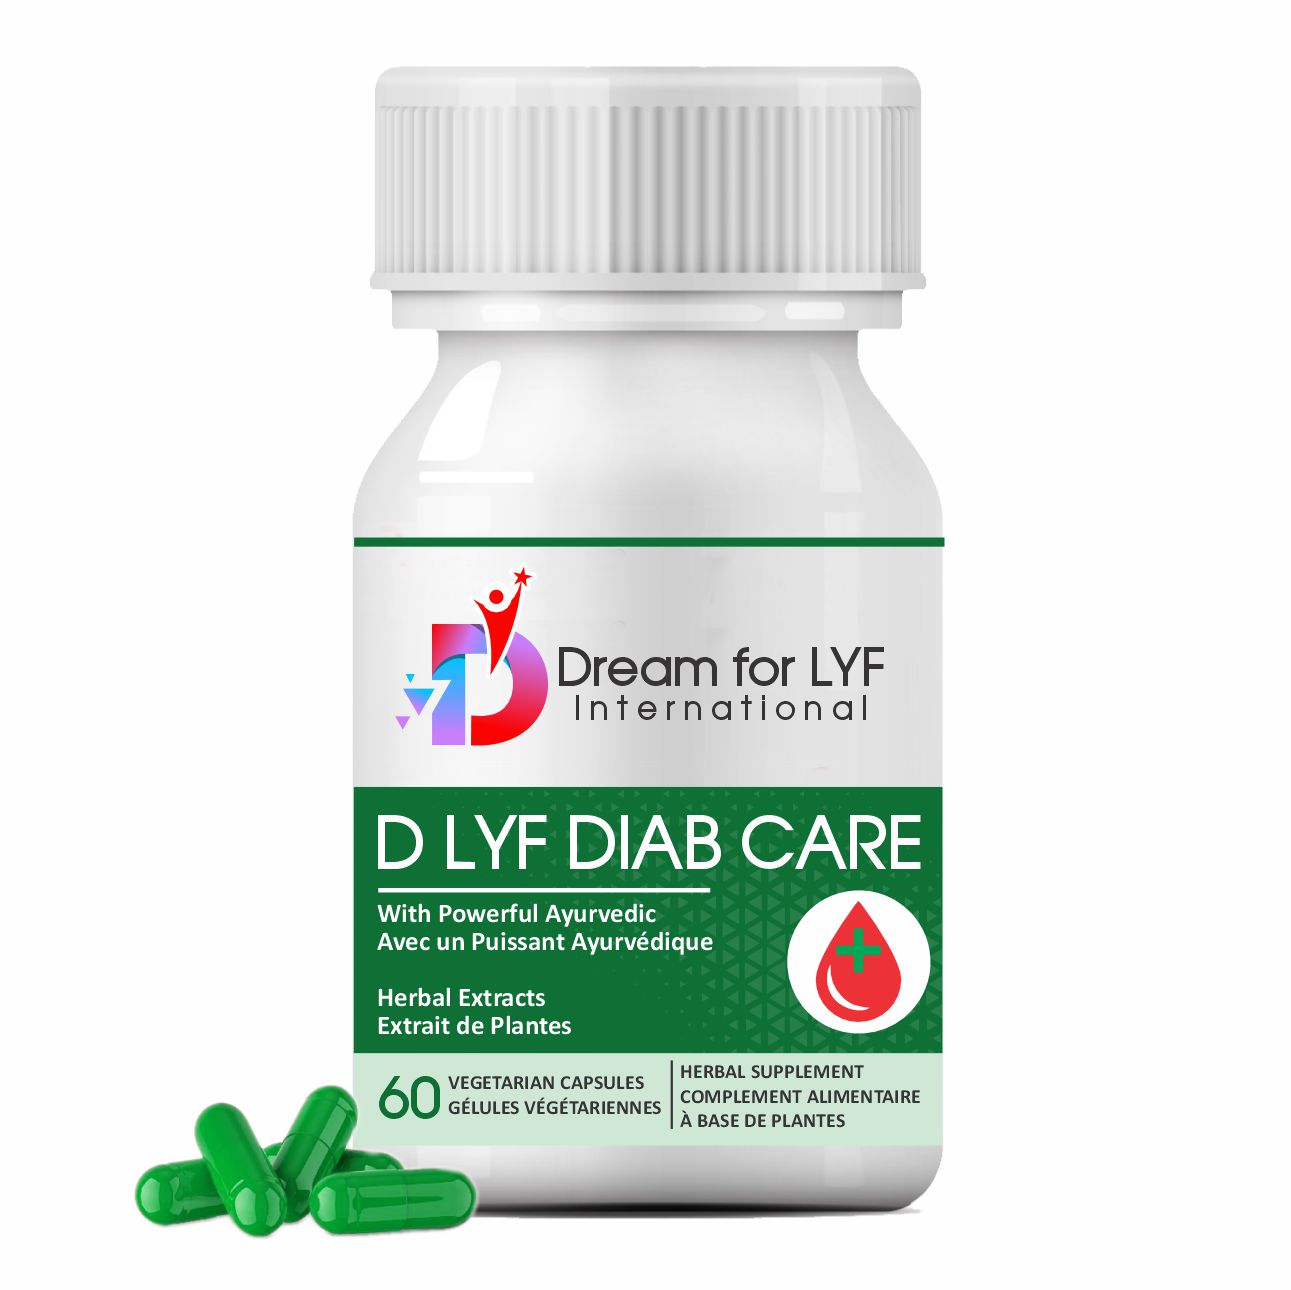 Dream for LYF
International
D LYF DIAB CARE
With Powerful Ayurvedic
Avec un Puissant Ayurvédique
Herbal Extracts
Extrait de Plantes
60 VEGETARIAN CAPSULES
GÉLULES VÉGÉTARIENNES
HERBAL SUPPLEMENT
COMPLEMENT ALIMENTAIRE
À BASE DE PLANTES